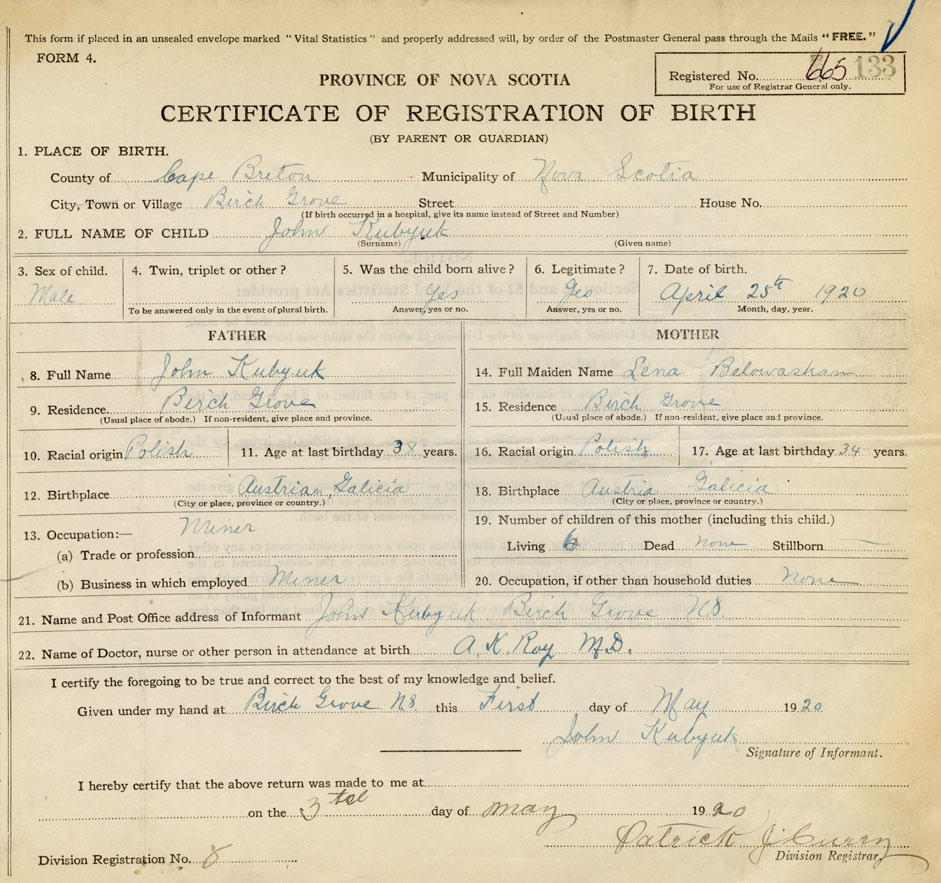 This form if placed in an unsealed envelope marked "Vital Statistics" and properly addressed will, by order of the Postmaster General pass through the Mails "FREE."
FORM 4.
PROVINCE OF NOVA SCOTIA
Registered No. 665 133
For use of Registrar General only.
CERTIFICATE OF REGISTRATION OF BIRTH
(BY PARENT OR GUARDIAN)
1. PLACE OF BIRTH.
County of Cape Breton Municipality of Nova Scotia
City, Town or Village Birch Grove Street House No.
(If birth occurred in a hospital, give its name instead of Street and Number)
2. FULL NAME OF CHILD John Kubyuk
(Surname) (Given name)
3. Sex of child. 4. Twin, triplet or other? 5. Was the child born alive? 6. Legitimate? 7. Date of birth.
Male Yes Yes April 25th 1920
To be answered only in the event of plural birth. Answer, yes or no. Answer, yes or no. Month, day, year.
FATHER MOTHER
8. Full Name John Kubyuk 14. Full Maiden Name Lena Belowashan
9. Residence. Birch Grove 15. Residence Birch Grove
(Usual place of abode.) If non-resident, give place and province. (Usual place of abode.) If non-resident, give place and province.
10. Racial origin Polish 11. Age at last birthday 38 years. 16. Racial origin Polish 17. Age at last birthday 34 years.
12. Birthplace Austrian, Galicia 18. Birthplace Austria Galicia
(City or place, province or country.) (City or place, province or country.)
13. Occupation:— Miner 19. Number of children of this mother (including this child.)
(a) Trade or profession Living 6 Dead None Stillborn —
(b) Business in which employed Miner 20. Occupation, if other than household duties None
21. Name and Post Office address of Informant John Kubyuk Birch Grove NS.
22. Name of Doctor, nurse or other person in attendance at birth A. K. Roy M.D.
I certify the foregoing to be true and correct to the best of my knowledge and belief.
Given under my hand at Birch Grove NS. this First day of May 1920
John Kubyuk
Signature of Informant.
I hereby certify that the above return was made to me at
on the 3 day of may 1920
Patrick J Curry
Division Registration No. 8 Division Registrar.